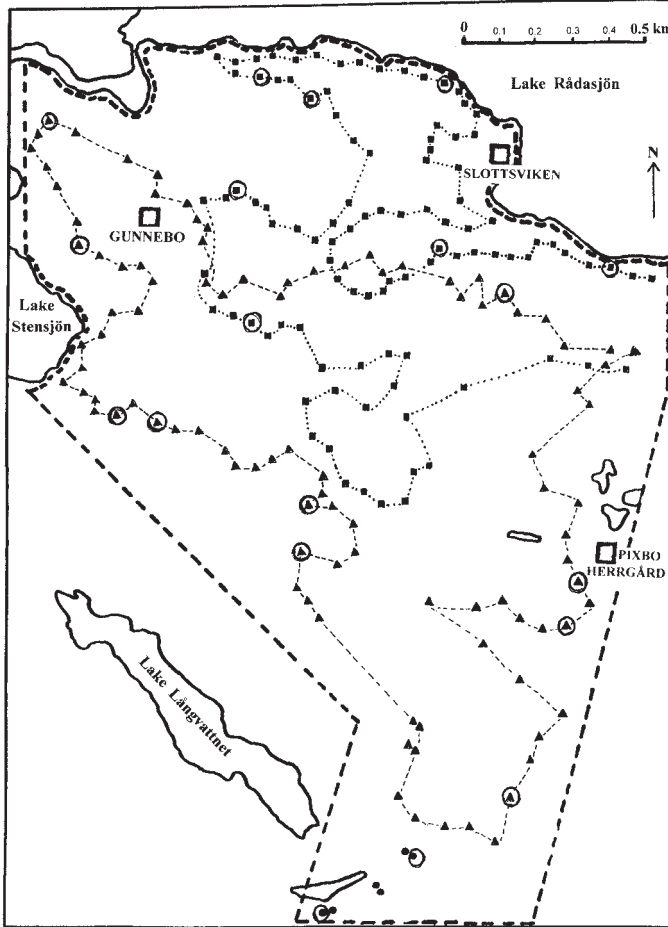 0 0.1 0.2 0.3 0.4 0.5 km
Lake Rådasjön
N
SLOTTSVIKEN
GUNNEBO
Lake
Stensjön
PIXBO
HERRGÅRD
Lake Långvattnet